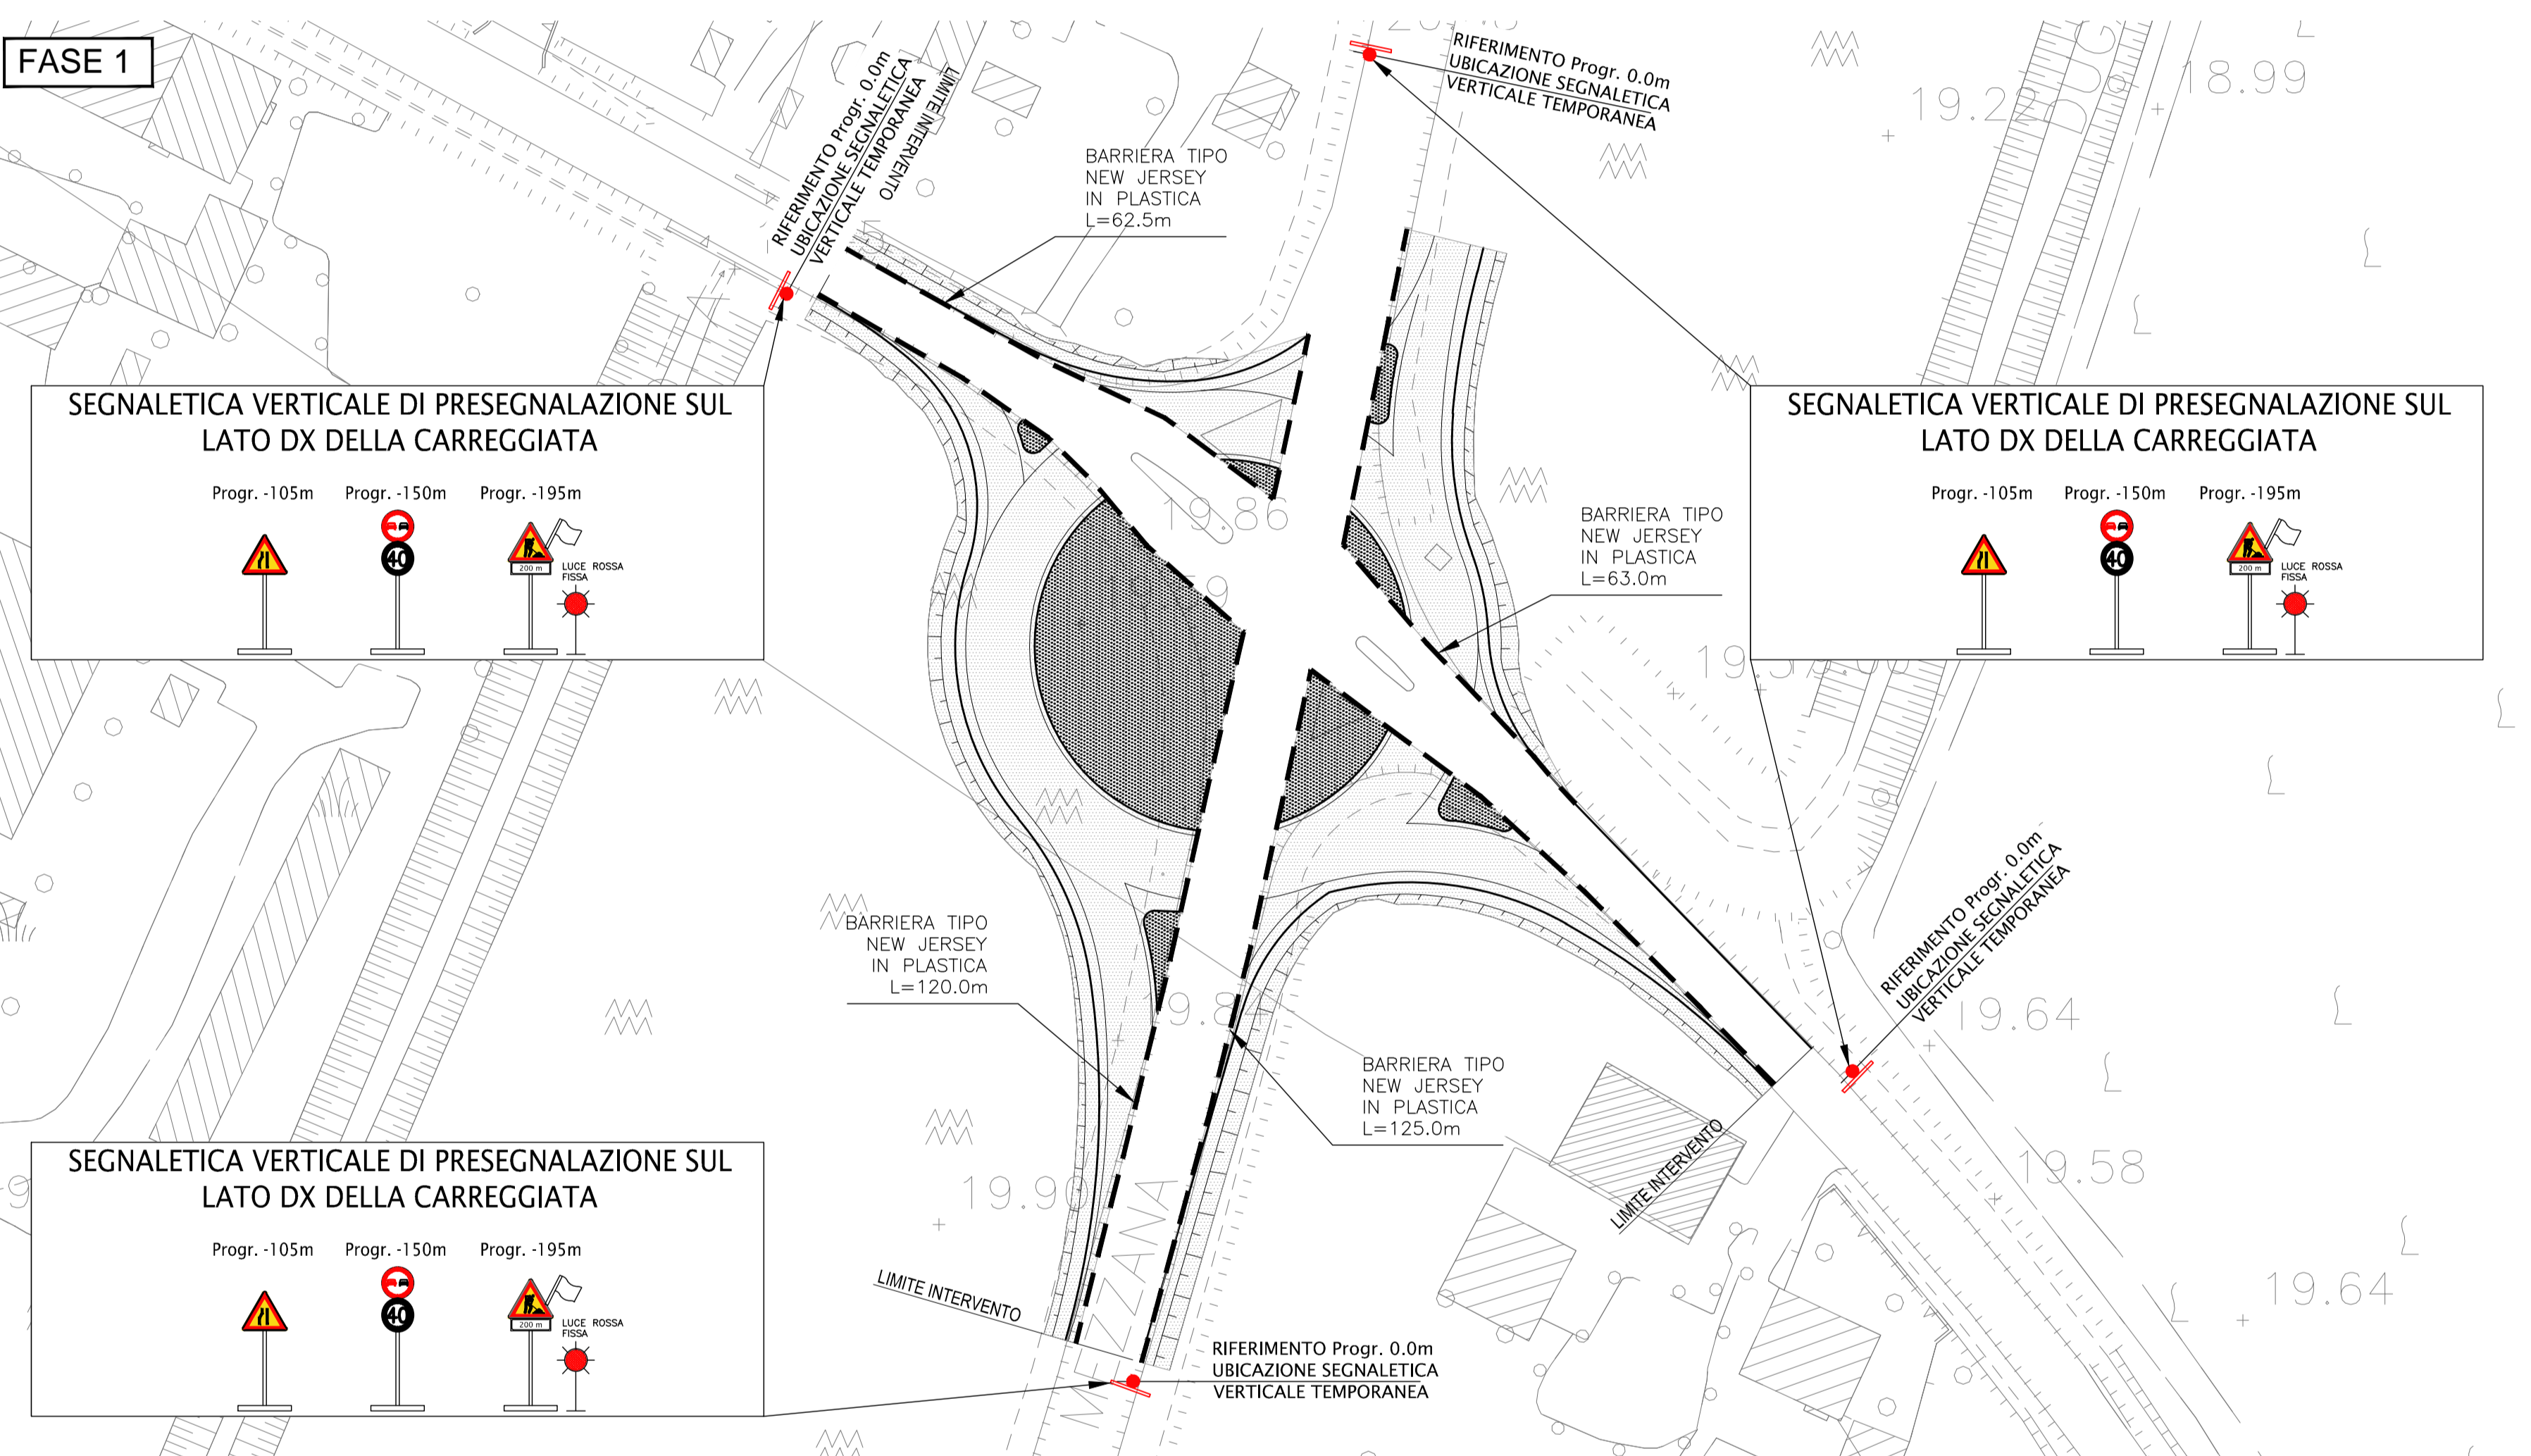 FASE 1
RIFERIMENTO Progr. 0.0m
UBICAZIONE SEGNALETICA
VERTICALE TEMPORANEA
LIMITE INTERVENTO
RIFERIMENTO Progr. 0.0m
UBICAZIONE SEGNALETICA
VERTICALE TEMPORANEA
18.99
BARRIERA TIPO
NEW JERSEY
IN PLASTICA
L=62.5m
SEGNALETICA VERTICALE DI PRESEGNALAZIONE SUL
LATO DX DELLA CARREGGIATA
Progr. -105m
Progr. -150m
Progr. -195m
40
200 m
LUCE ROSSA
FISSA
SEGNALETICA VERTICALE DI PRESEGNALAZIONE SUL
LATO DX DELLA CARREGGIATA
Progr. -105m
Progr. -150m
Progr. -195m
40
200 m
LUCE ROSSA
FISSA
19.86
BARRIERA TIPO
NEW JERSEY
IN PLASTICA
L=63.0m
BARRIERA TIPO
NEW JERSEY
IN PLASTICA
L=120.0m
RIFERIMENTO Progr. 0.0m
UBICAZIONE SEGNALETICA
VERTICALE TEMPORANEA
19.64
BARRIERA TIPO
NEW JERSEY
IN PLASTICA
L=125.0m
LIMITE INTERVENTO
19.58
19.90
SEGNALETICA VERTICALE DI PRESEGNALAZIONE SUL
LATO DX DELLA CARREGGIATA
Progr. -105m
Progr. -150m
Progr. -195m
40
200 m
LUCE ROSSA
FISSA
LIMITE INTERVENTO
19.64
RIFERIMENTO Progr. 0.0m
UBICAZIONE SEGNALETICA
VERTICALE TEMPORANEA